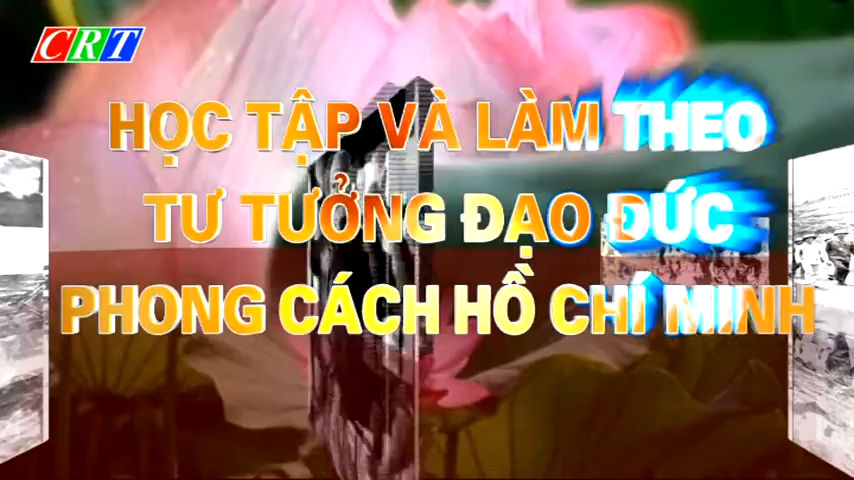 CRT
HỌC TẬP VÀ LÀM THEO
TƯ TƯỞNG ĐẠO ĐỨC
PHONG CÁCH HỒ CHÍ MINH